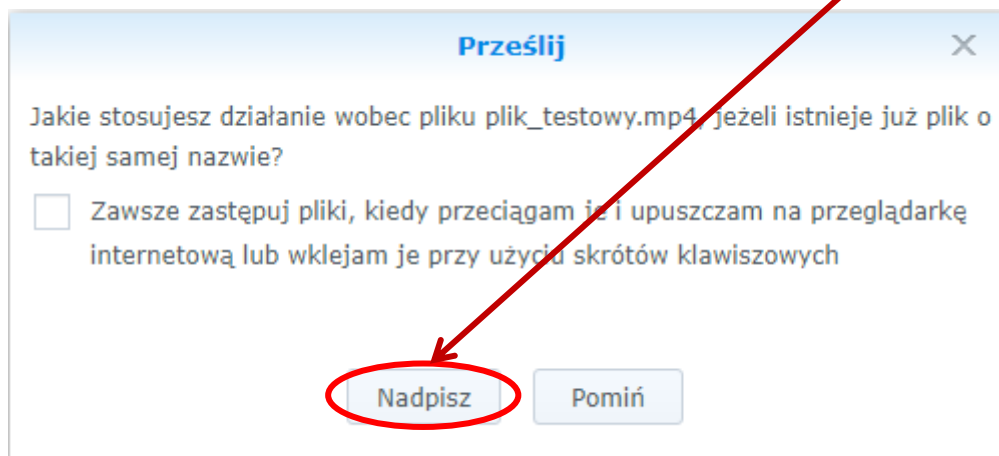 Prześlij
Jakie stosujesz działanie wobec pliku plik_testowy.mp4, jeżeli istnieje już plik o
takiej samej nazwie?
Zawsze zastępuj pliki, kiedy przeciągam je i upuszczam na przeglądarkę
internetową lub wklejam je przy użyciu skrótów klawiszowych
Nadpisz Pomiń